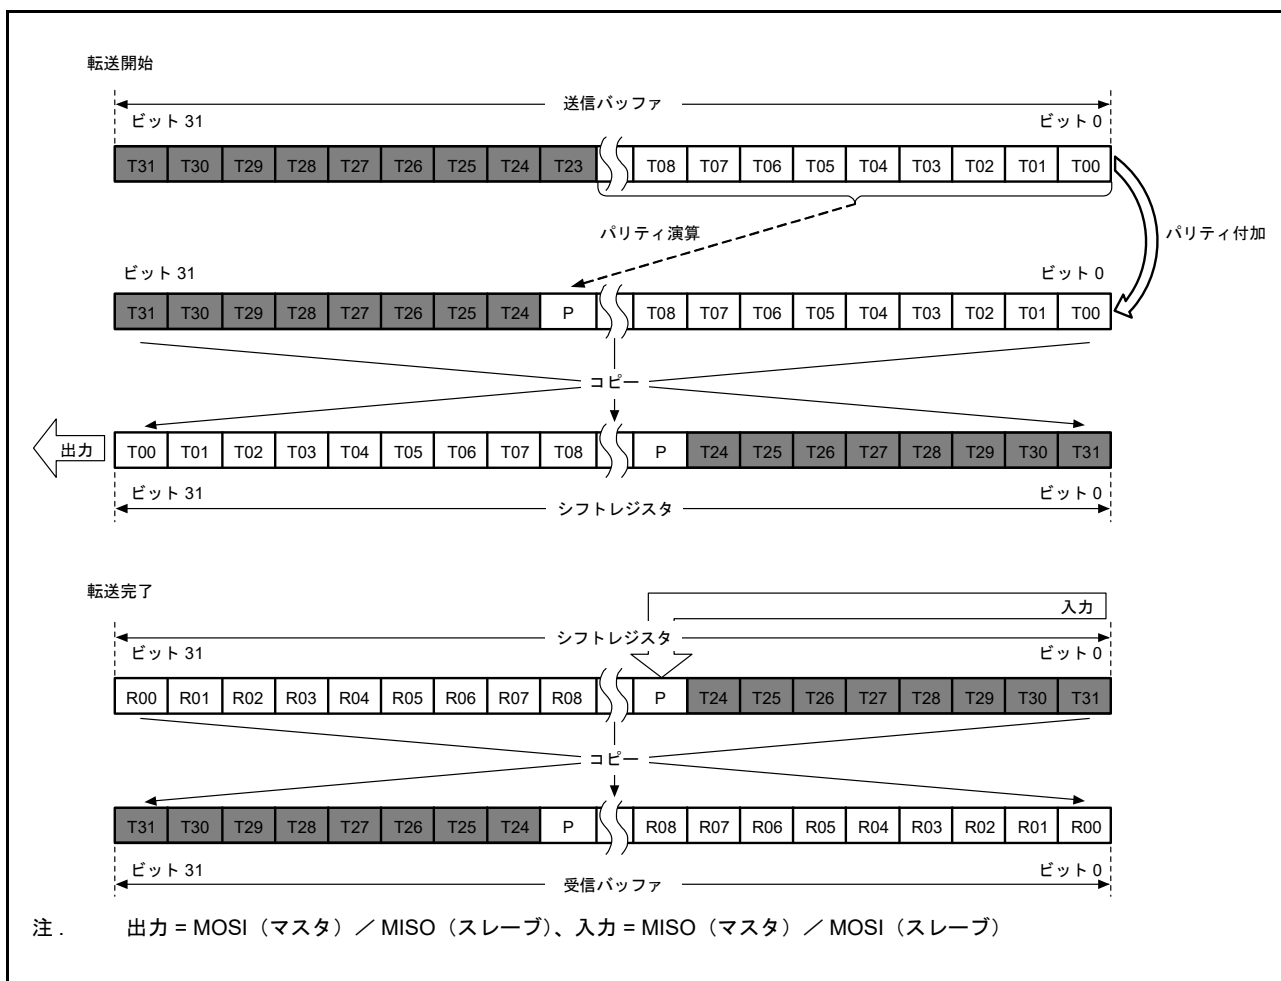 転送開始
送信バッファ
ビット 31 ビット 0
T31 T30 T29 T28 T27 T26 T25 T24 T23 T08 T07 T06 T05 T04 T03 T02 T01 T00
パリティ演算 パリティ付加
ビット 31 ビット 0
T31 T30 T29 T28 T27 T26 T25 T24 P T08 T07 T06 T05 T04 T03 T02 T01 T00
コピー
出力 T00 T01 T02 T03 T04 T05 T06 T07 T08 P T24 T25 T26 T27 T28 T29 T30 T31
ビット 31 ビット 0
シフトレジスタ
転送完了
入力
シフトレジスタ
ビット 31 ビット 0
R00 R01 R02 R03 R04 R05 R06 R07 R08 P T24 T25 T26 T27 T28 T29 T30 T31
コピー
T31 T30 T29 T28 T27 T26 T25 T24 P R08 R07 R06 R05 R04 R03 R02 R01 R00
ビット 31 ビット 0
受信バッファ
注 . 出力 = MOSI（マスタ）／ MISO（スレーブ）、入力 = MISO（マスタ）／ MOSI（スレーブ）